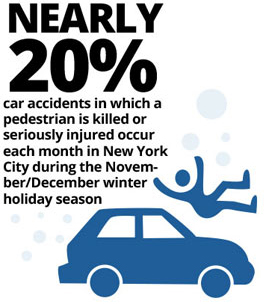 NEARLY
20%
car accidents in which a
pedestrian is killed or
seriously injured occur
each month in New York
City during the Novem-
ber/December winter
holiday season